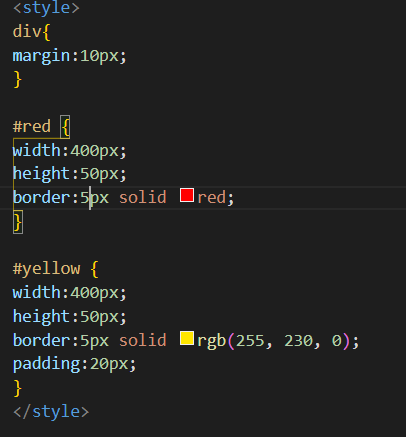 <style>
div{
margin:10px;
}
#red {
width:400px;
height:50px;
border:5px solid red;
}
#yellow {
width:400px;
height:50px;
border:5px solid rgb(255, 230, 0);
padding:20px;
}
</style>